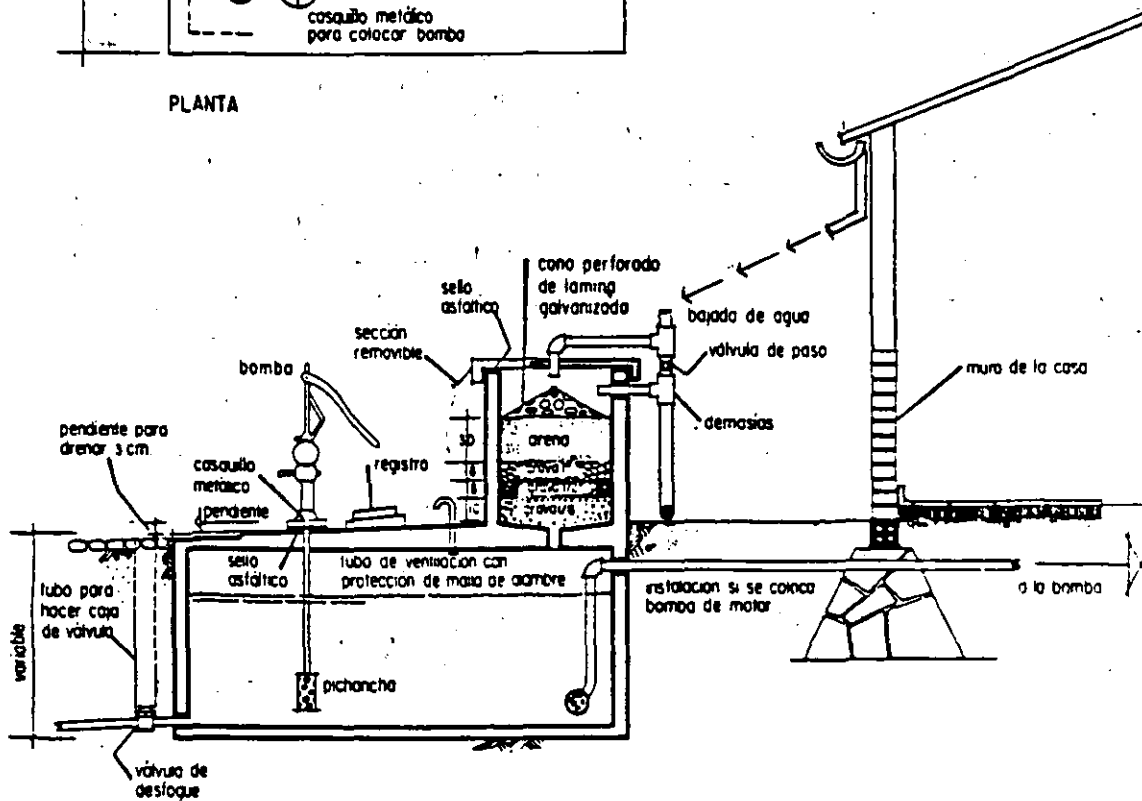 casquillo metálico
para colocar bomba
PLANTA
cono perforado
de lamina
galvanizada
sello
asfáltico
sección
removible
bajada de agua
válvula de paso
muro de la casa
bomba
demasías
pendiente para
drenar 3 cm.
casquillo
metálico
registro
30
arena
pendiente
sello
asfáltico
tubo de ventilación con
protección de malla de alambre
instalacion si se coloca
bomba de motor
a la bomba
tubo para
hacer caja
de válvula
variable
pichancha
válvula de
desfogue